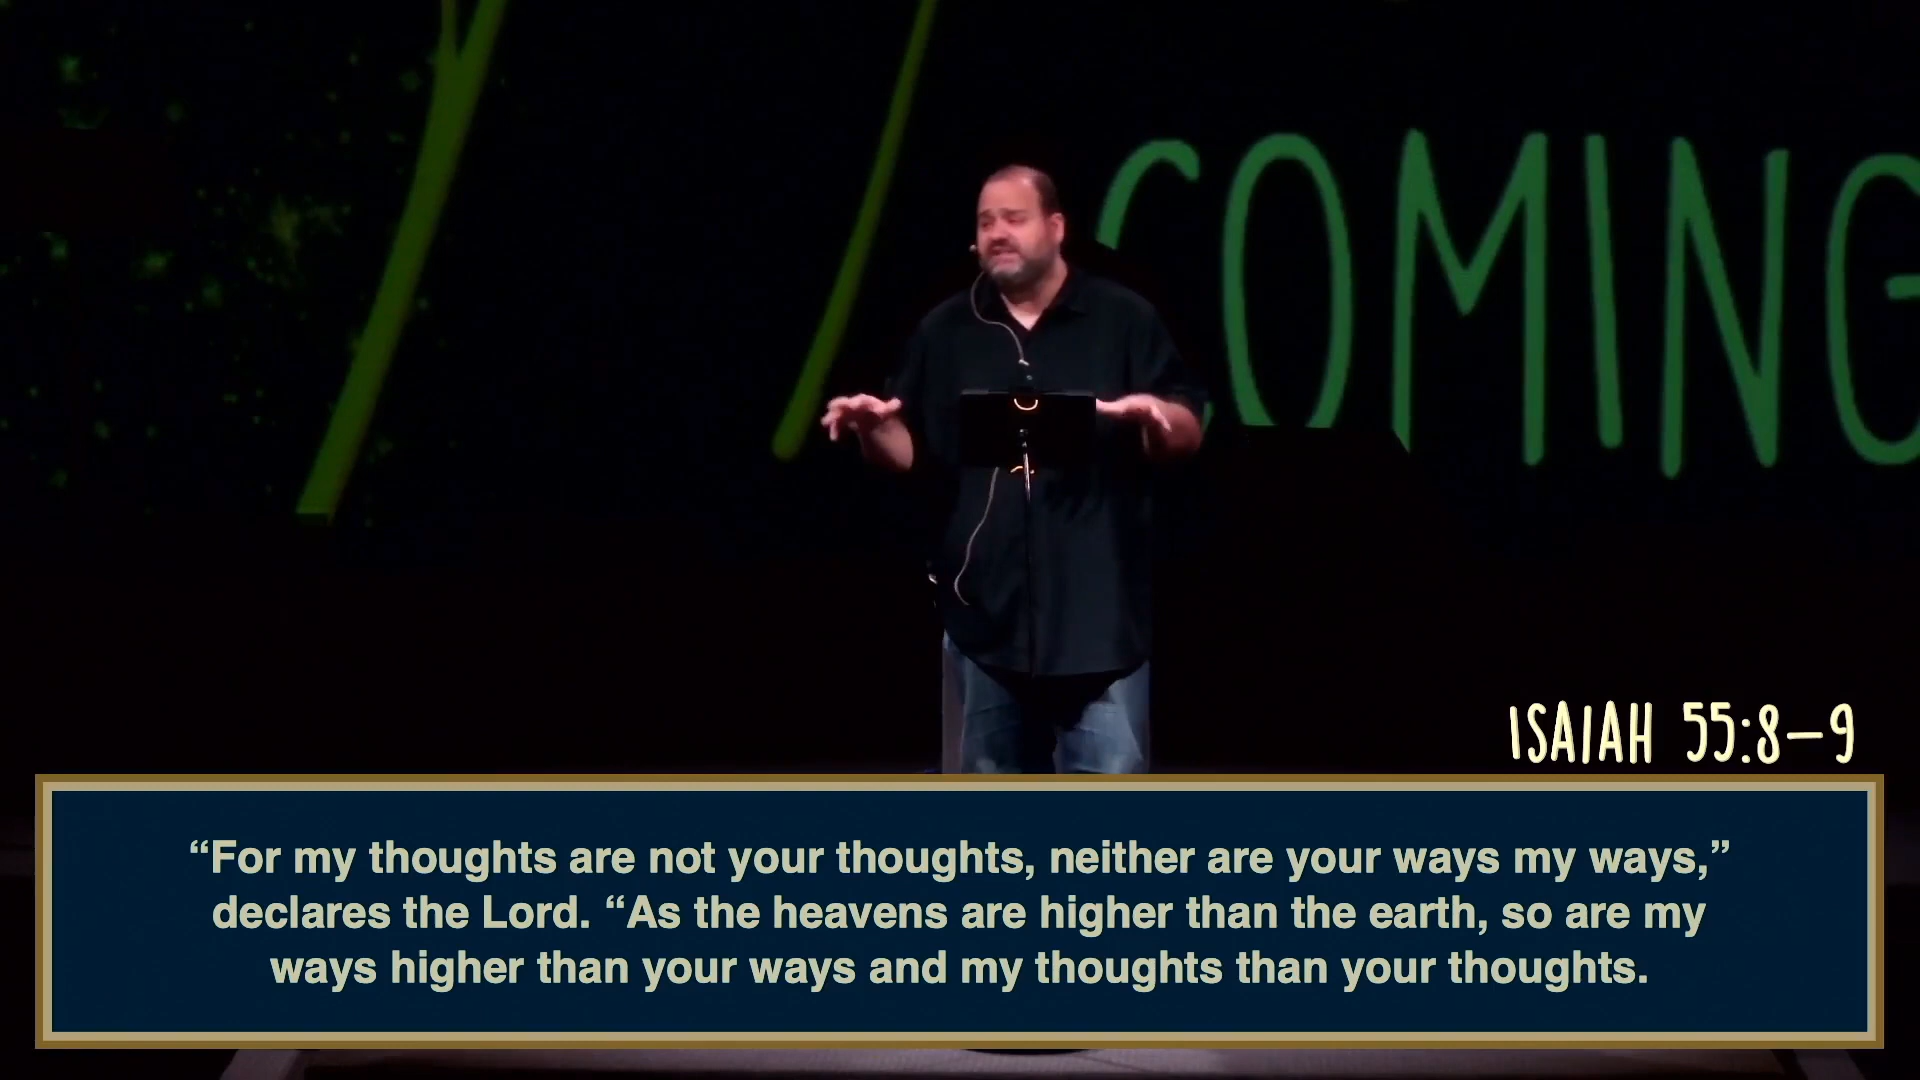 COMING
ISAIAH 55:8–9
“For my thoughts are not your thoughts, neither are your ways my ways,”
declares the Lord. “As the heavens are higher than the earth, so are my
ways higher than your ways and my thoughts than your thoughts.